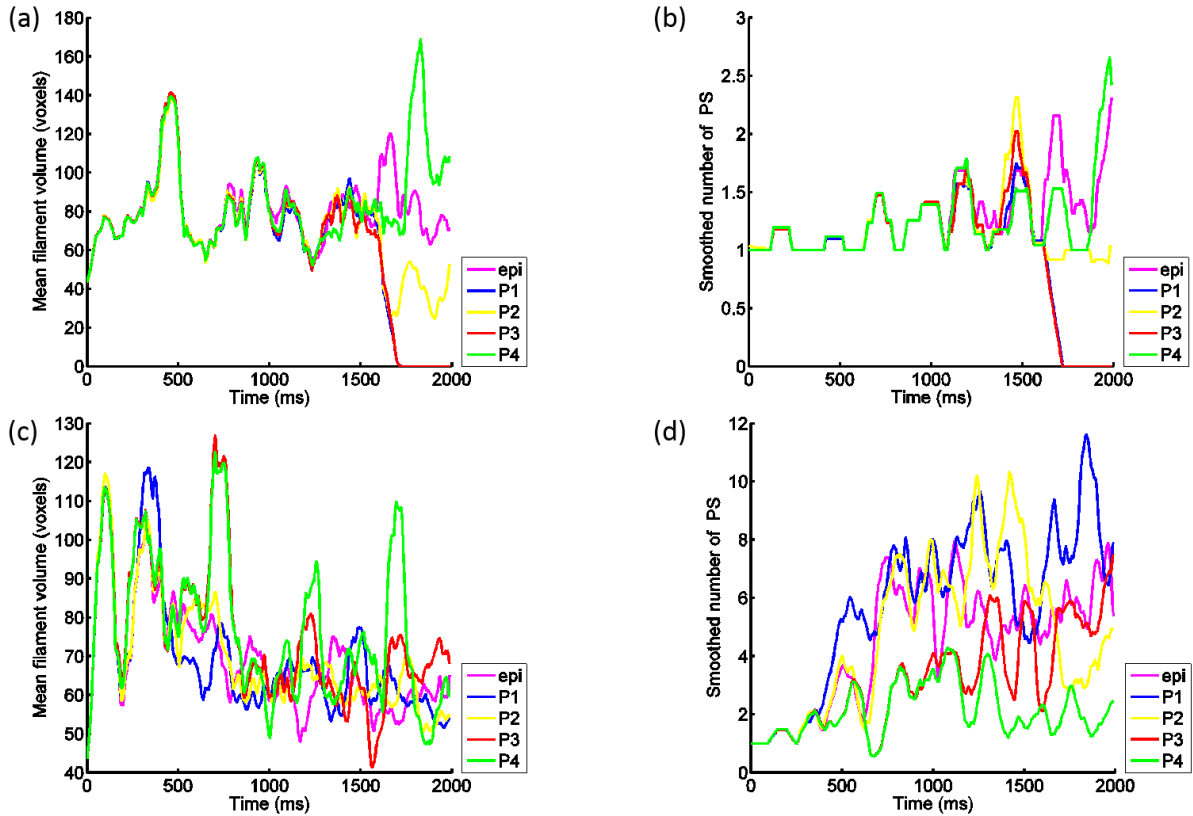 (a)
Mean filament volume (voxels)
180
160
140
120
100
80
60
40
20
0
0 500 1000 1500 2000
Time (ms)
epi
P1
P2
P3
P4
(b)
Smoothed number of PS
3
2.5
2
1.5
1
0.5
0
0 500 1000 1500 2000
Time (ms)
epi
P1
P2
P3
P4
(c)
Mean filament volume (voxels)
130
120
110
100
90
80
70
60
50
40
0 500 1000 1500 2000
Time (ms)
epi
P1
P2
P3
P4
(d)
Smoothed number of PS
12
10
8
6
4
2
0
0 500 1000 1500 2000
Time (ms)
epi
P1
P2
P3
P4